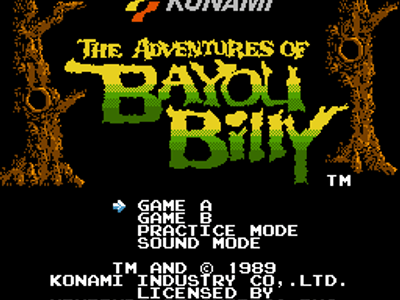 KONAMI
THE ADVENTURES OF
BAYOU
BILLY
TM
GAME A
GAME B
PRACTICE MODE
SOUND MODE
TM AND © 1989
KONAMI INDUSTRY CO,.LTD.
LICENSED BY